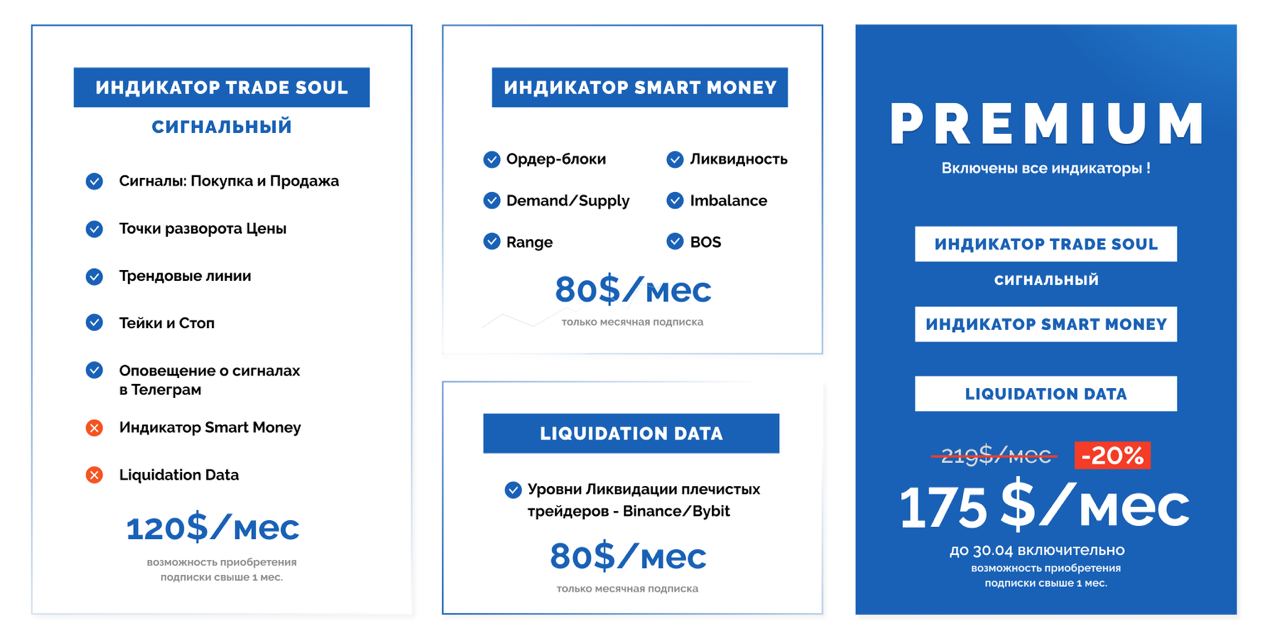 ИНДИКАТОР TRADE SOUL
СИГНАЛЬНЫЙ
Сигналы: Покупка и Продажа
Точки разворота Цены
Трендовые линии
Тейки и Стоп
Оповещение о сигналах
в Телеграм
Индикатор Smart Money
Liquidation Data
120$/мес
возможность приобретения
подписки свыше 1 мес.
ИНДИКАТОР SMART MONEY
Ордер-блоки
Ликвидность
Demand/Supply
Imbalance
Range
BOS
80$/мес
только месячная подписка
LIQUIDATION DATA
Уровни Ликвидации плечистых
трейдеров - Binance/Bybit
80$/мес
только месячная подписка
PREMIUM
Включены все индикаторы !
ИНДИКАТОР TRADE SOUL
СИГНАЛЬНЫЙ
ИНДИКАТОР SMART MONEY
LIQUIDATION DATA
219$/мес -20%
175 $/мес
до 30.04 включительно
возможность приобретения
подписки свыше 1 мес.